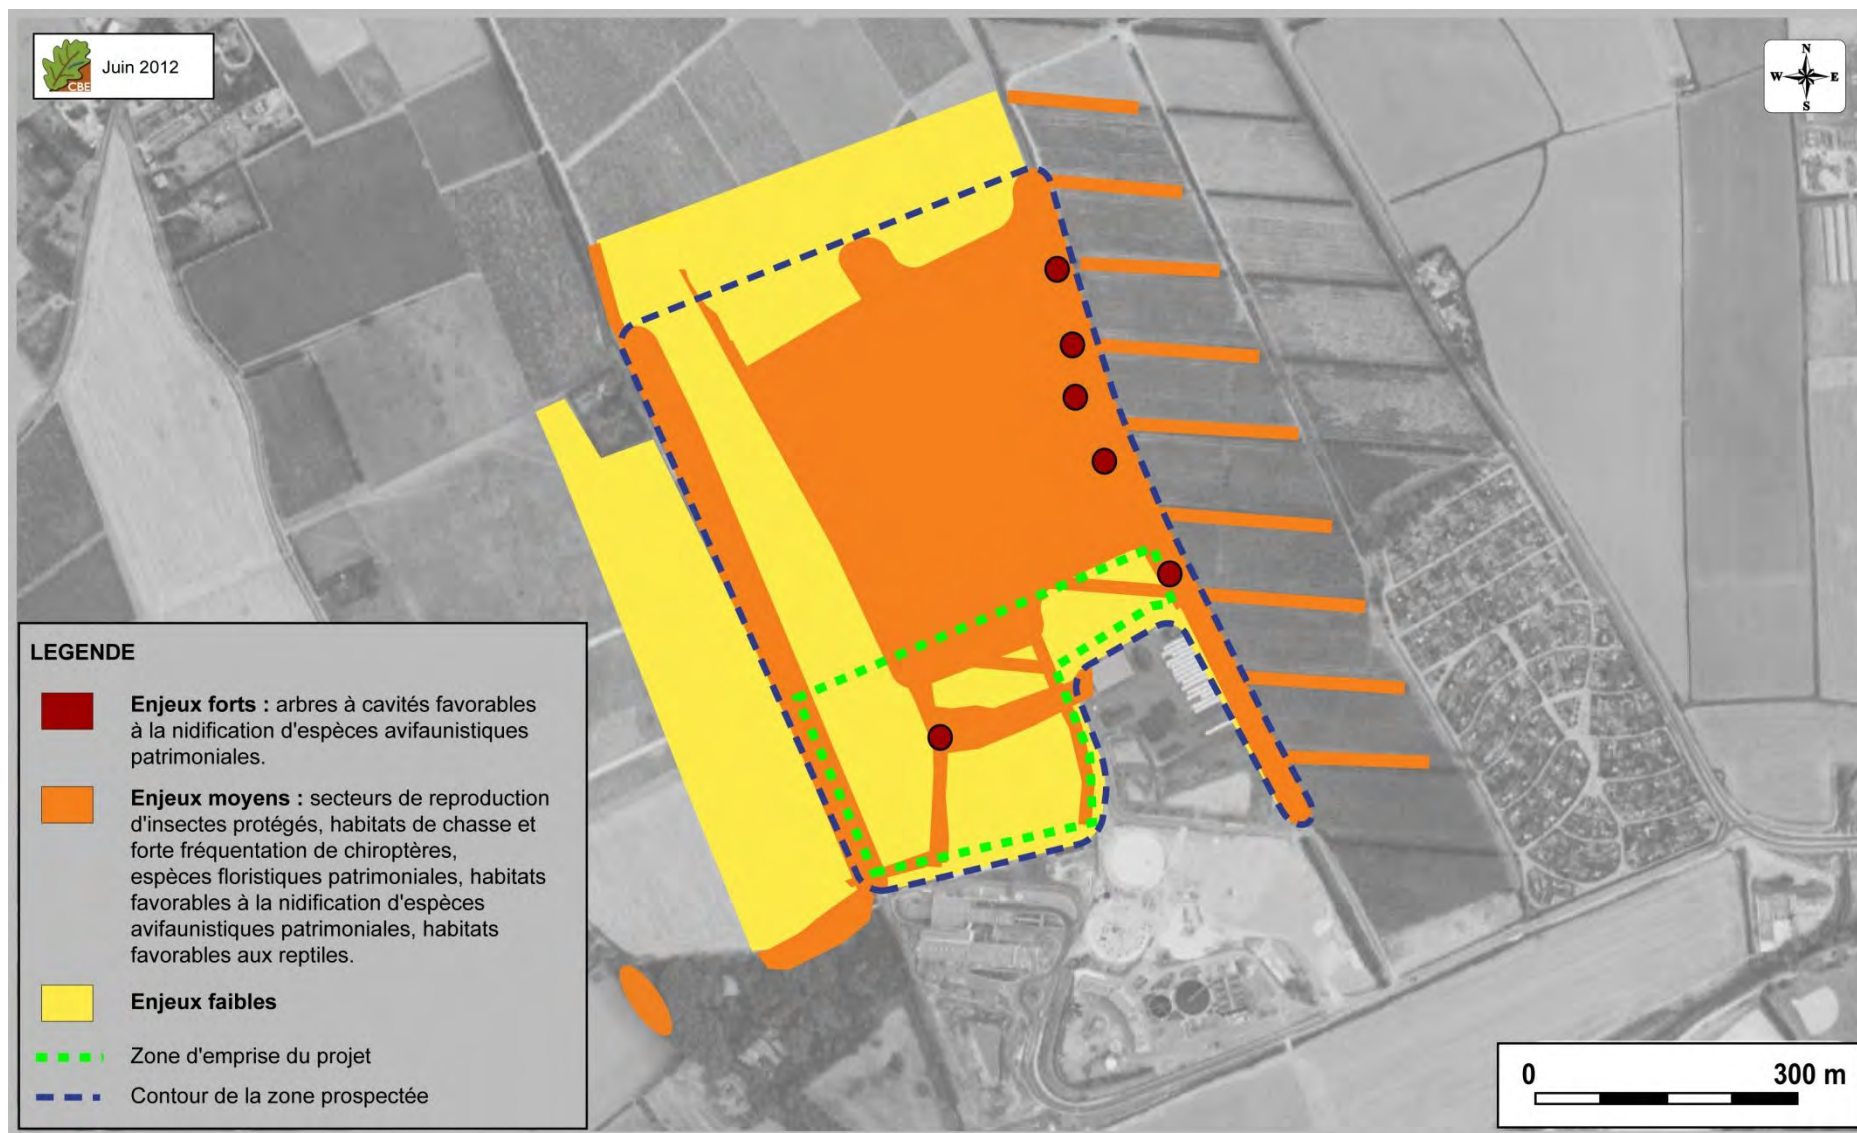 CBE
Juin 2012
N
W E
S
LEGENDE
Enjeux forts : arbres à cavités favorables
à la nidification d'espèces avifaunistiques
patrimoniales.
Enjeux moyens : secteurs de reproduction
d'insectes protégés, habitats de chasse et
forte fréquentation de chiroptères,
espèces floristiques patrimoniales, habitats
favorables à la nidification d'espèces
avifaunistiques patrimoniales, habitats
favorables aux reptiles.
Enjeux faibles
Zone d'emprise du projet
Contour de la zone prospectée
0 300 m